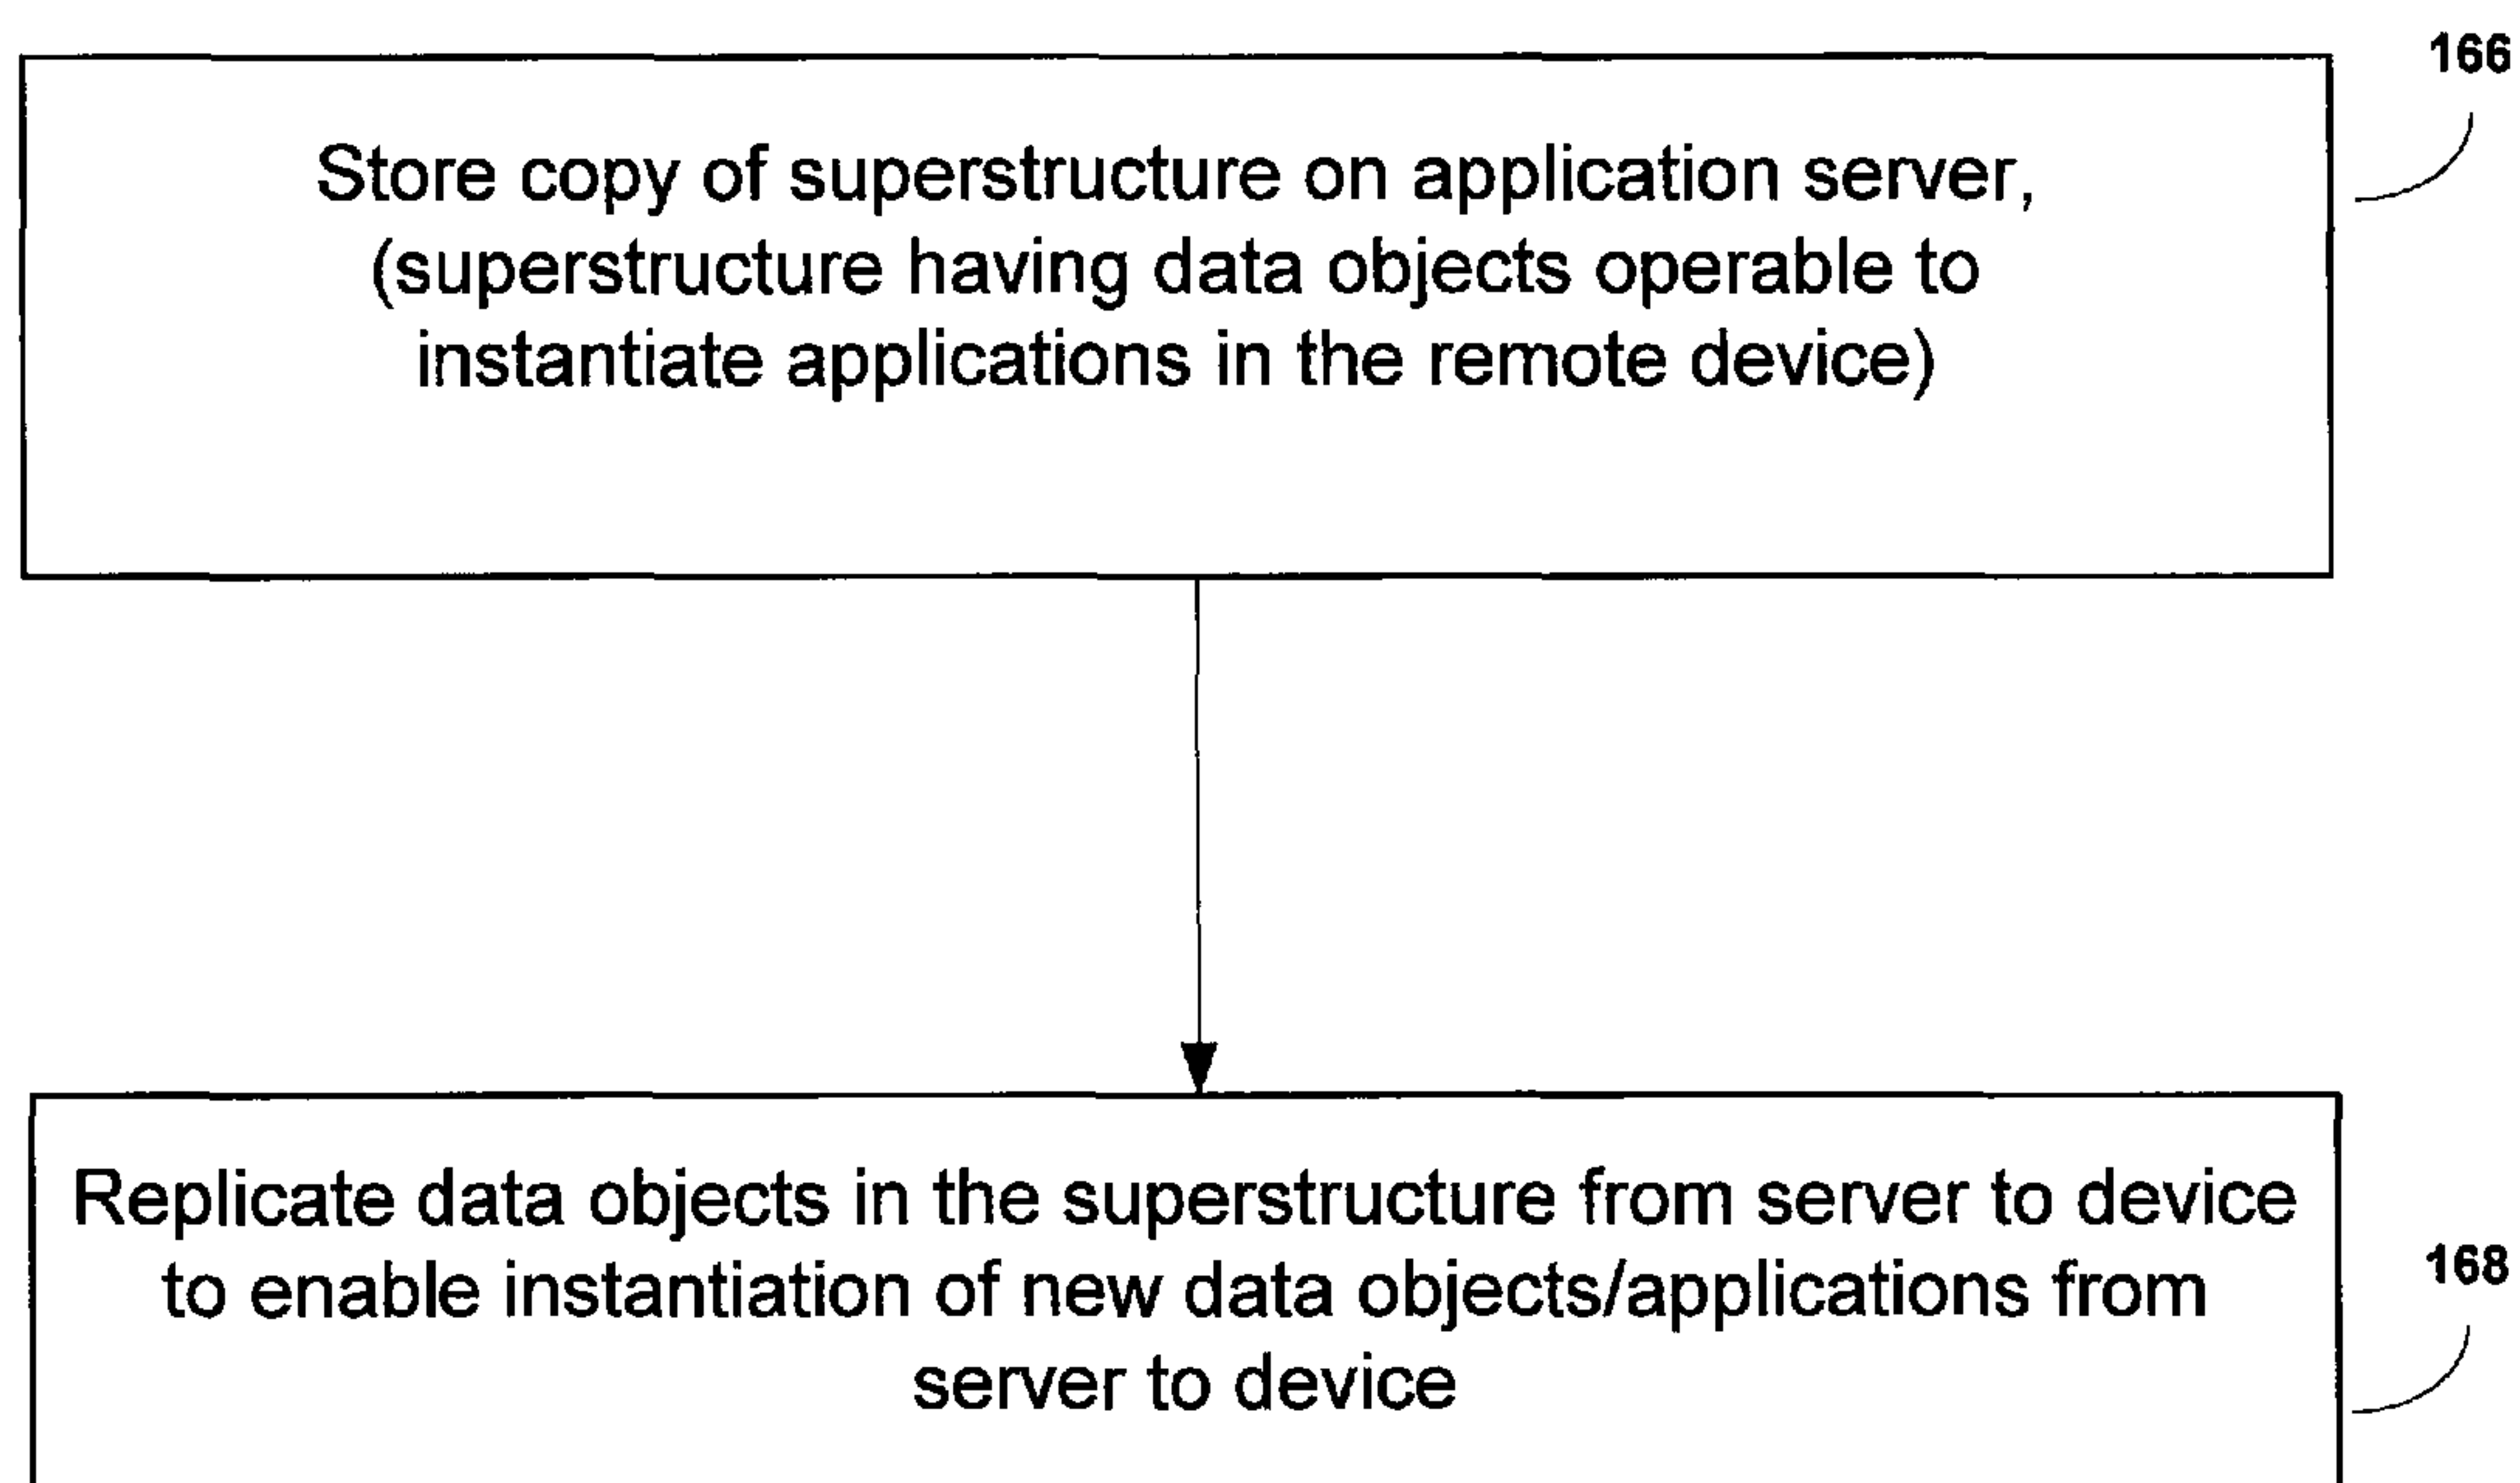 166
Store copy of superstructure on application server,
(superstructure having data objects operable to
instantiate applications in the remote device)
Replicate data objects in the superstructure from server to device
to enable instantiation of new data objects/applications from
server to device
168